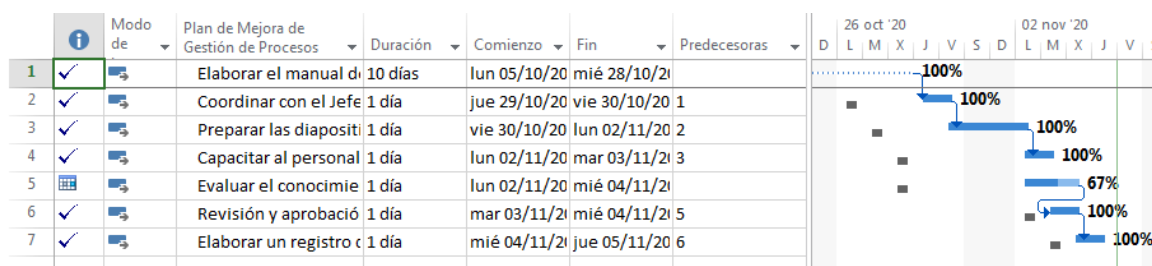 Modo de Plan de Mejora de Gestión de Procesos Duración Comienzo Fin Predecesoras 26 oct '20 02 nov '20
D L M X J V S D L M X J V
1 Elaborar el manual d 10 días lun 05/10/20 mié 28/10/2 100%
2 Coordinar con el Jefe 1 día jue 29/10/20 vie 30/10/20 1 100%
3 Preparar las diapositi 1 día vie 30/10/20 lun 02/11/20 2 100%
4 Capacitar al personal 1 día lun 02/11/20 mar 03/11/2 3 100%
5 Evaluar el conocimie 1 día lun 02/11/20 mié 04/11/2 67%
6 Revisión y aprobació 1 día mar 03/11/2 mié 04/11/2 5 100%
7 Elaborar un registro 1 día mié 04/11/2 jue 05/11/20 6 100%